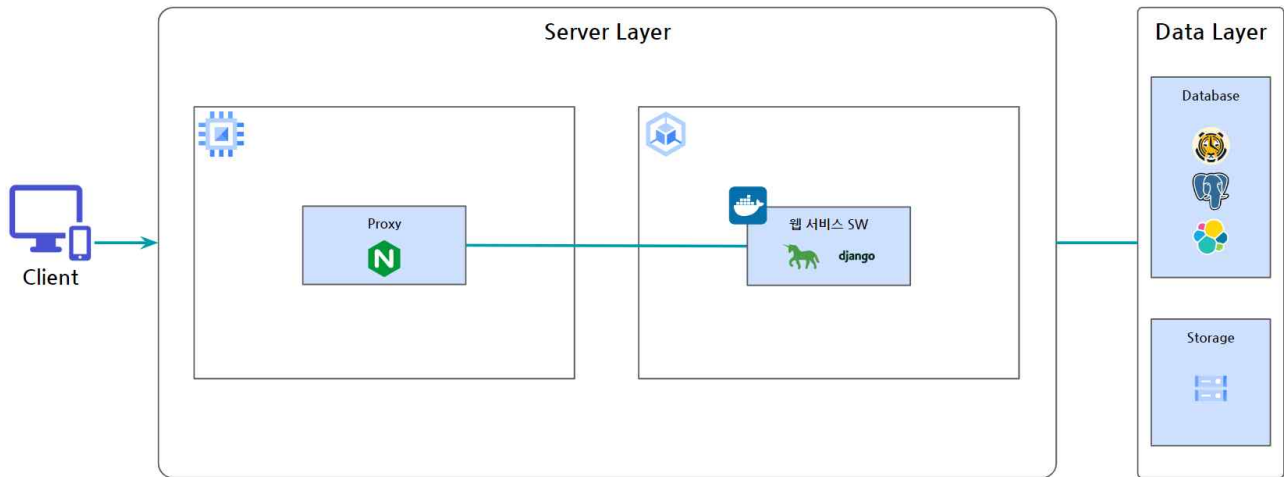 Server Layer
Data Layer
Database
Proxy
N
웹 서비스 SW
django
Client
Storage